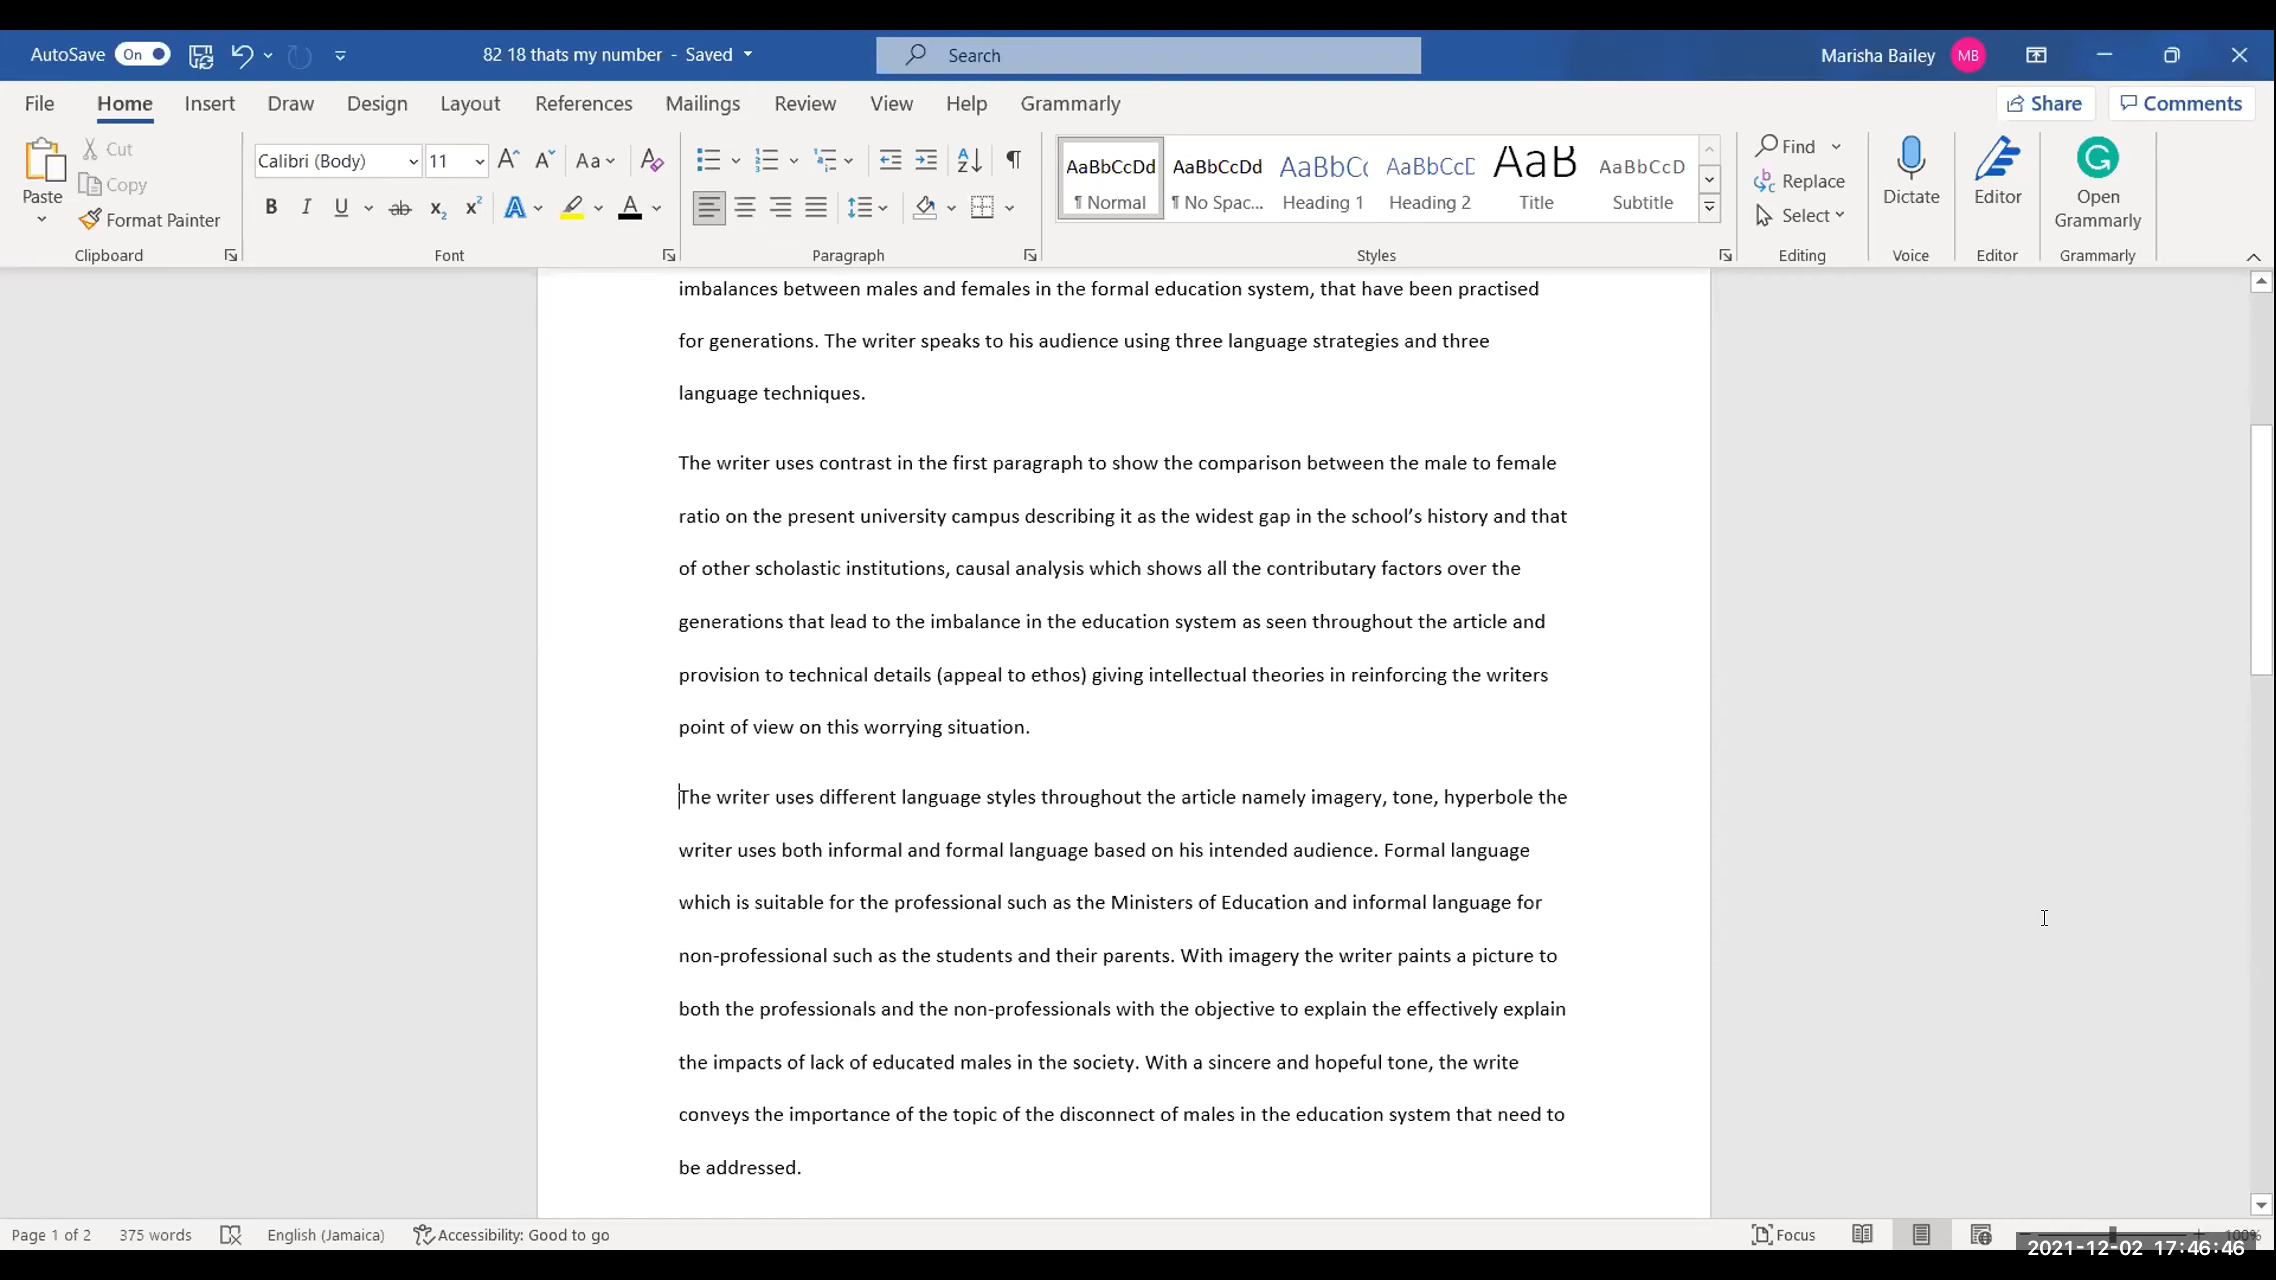 AutoSave On 82 18 thats my number - Saved Search Marisha Bailey MB
File Home Insert Draw Design Layout References Mailings Review View Help Grammarly Share Comments
Paste Cut Copy Format Painter Clipboard
Calibri (Body) 11 Font
Paragraph
AaBbCcDd AaBbCcDd AaBbC AaBbCcD AaB AaBbCcD
¶ Normal ¶ No Spac... Heading 1 Heading 2 Title Subtitle
Styles
Find Replace Select Editing
Dictate Voice
Editor Editor
Open Grammarly Grammarly
imbalances between males and females in the formal education system, that have been practised
for generations. The writer speaks to his audience using three language strategies and three
language techniques.
The writer uses contrast in the first paragraph to show the comparison between the male to female
ratio on the present university campus describing it as the widest gap in the school’s history and that
of other scholastic institutions, causal analysis which shows all the contributary factors over the
generations that lead to the imbalance in the education system as seen throughout the article and
provision to technical details (appeal to ethos) giving intellectual theories in reinforcing the writers
point of view on this worrying situation.
The writer uses different language styles throughout the article namely imagery, tone, hyperbole the
writer uses both informal and formal language based on his intended audience. Formal language
which is suitable for the professional such as the Ministers of Education and informal language for
non-professional such as the students and their parents. With imagery the writer paints a picture to
both the professionals and the non-professionals with the objective to explain the effectively explain
the impacts of lack of educated males in the society. With a sincere and hopeful tone, the write
conveys the importance of the topic of the disconnect of males in the education system that need to
be addressed.
Page 1 of 2 375 words English (Jamaica) Accessibility: Good to go Focus 100%
2021-12-02 17:46:46